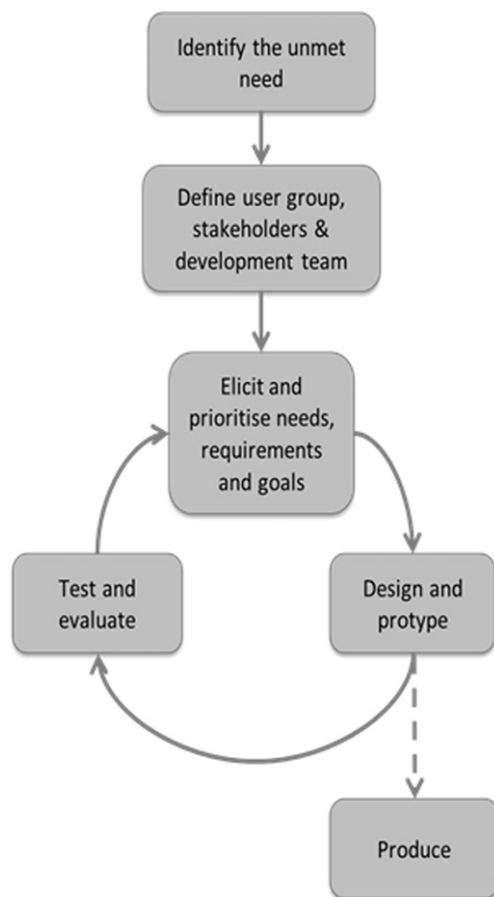 Identify the unmet
need
Define user group,
stakeholders &
development team
Elicit and
prioritise needs,
requirements
and goals
Test and
evaluate
Design and
protype
Produce